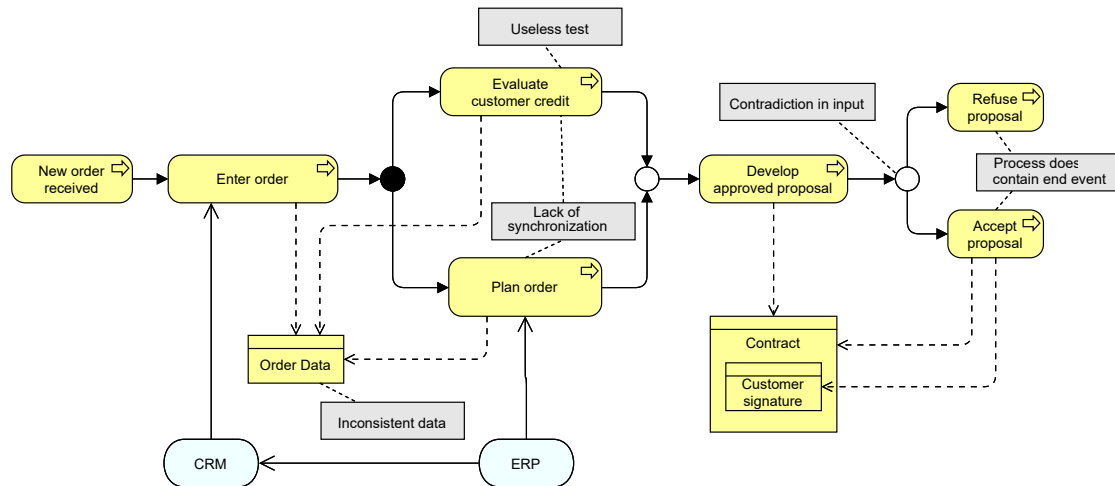 Useless test
Evaluate
customer credit
Contradiction in input
Refuse
proposal
New order
received
Enter order
Develop
approved proposal
Process does
contain end event
Lack of
synchronization
Accept
proposal
Plan order
Order Data
Contract
Customer
signature
Inconsistent data
CRM
ERP